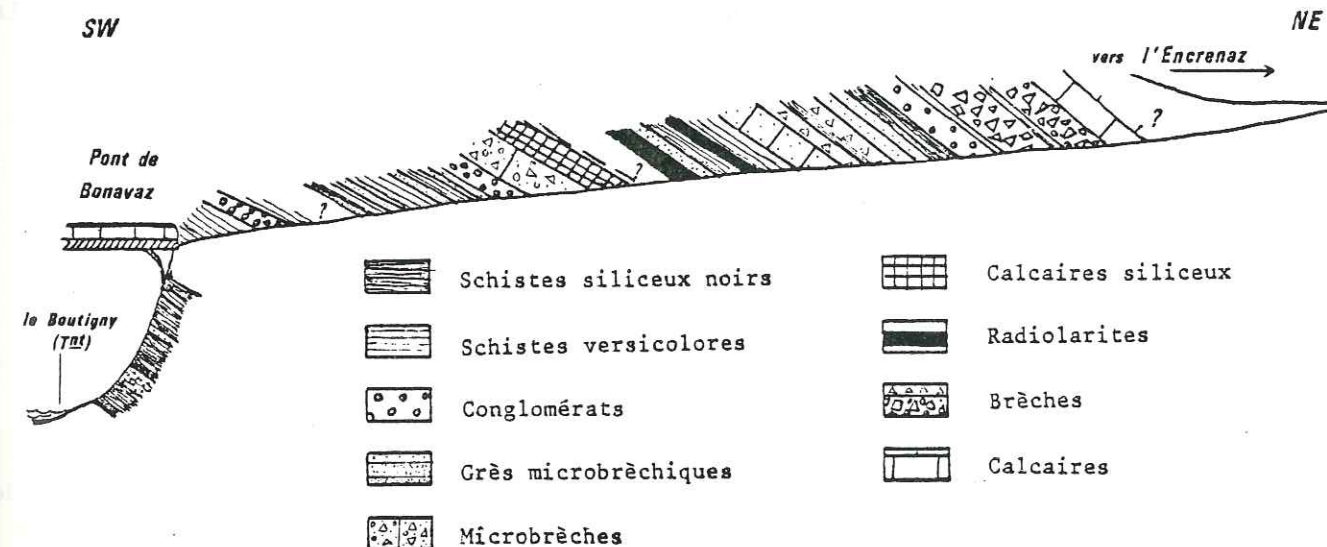 SW
NE
vers l'Encrenaz
?
Pont de
Bonavaz
?
?
le Boutigny
(Tnt)
Schistes siliceux noirs
Calcaires siliceux
Schistes versicolores
Radiolarites
Conglomérats
Brèches
Grès microbrèchiques
Calcaires
Microbrèches